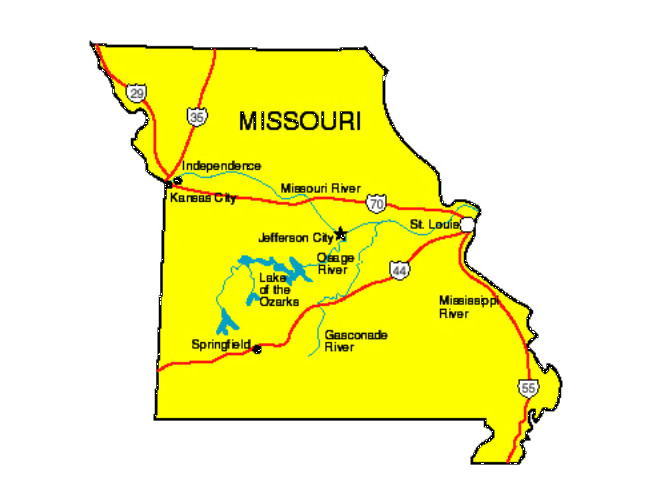 29
35
MISSOURI
Independence
Kansas City
Missouri River
70
St. Louis
Jefferson City
Osage
River
44
Lake
of the
Ozarks
Mississippi
River
Springfield
Gasconade
River
55